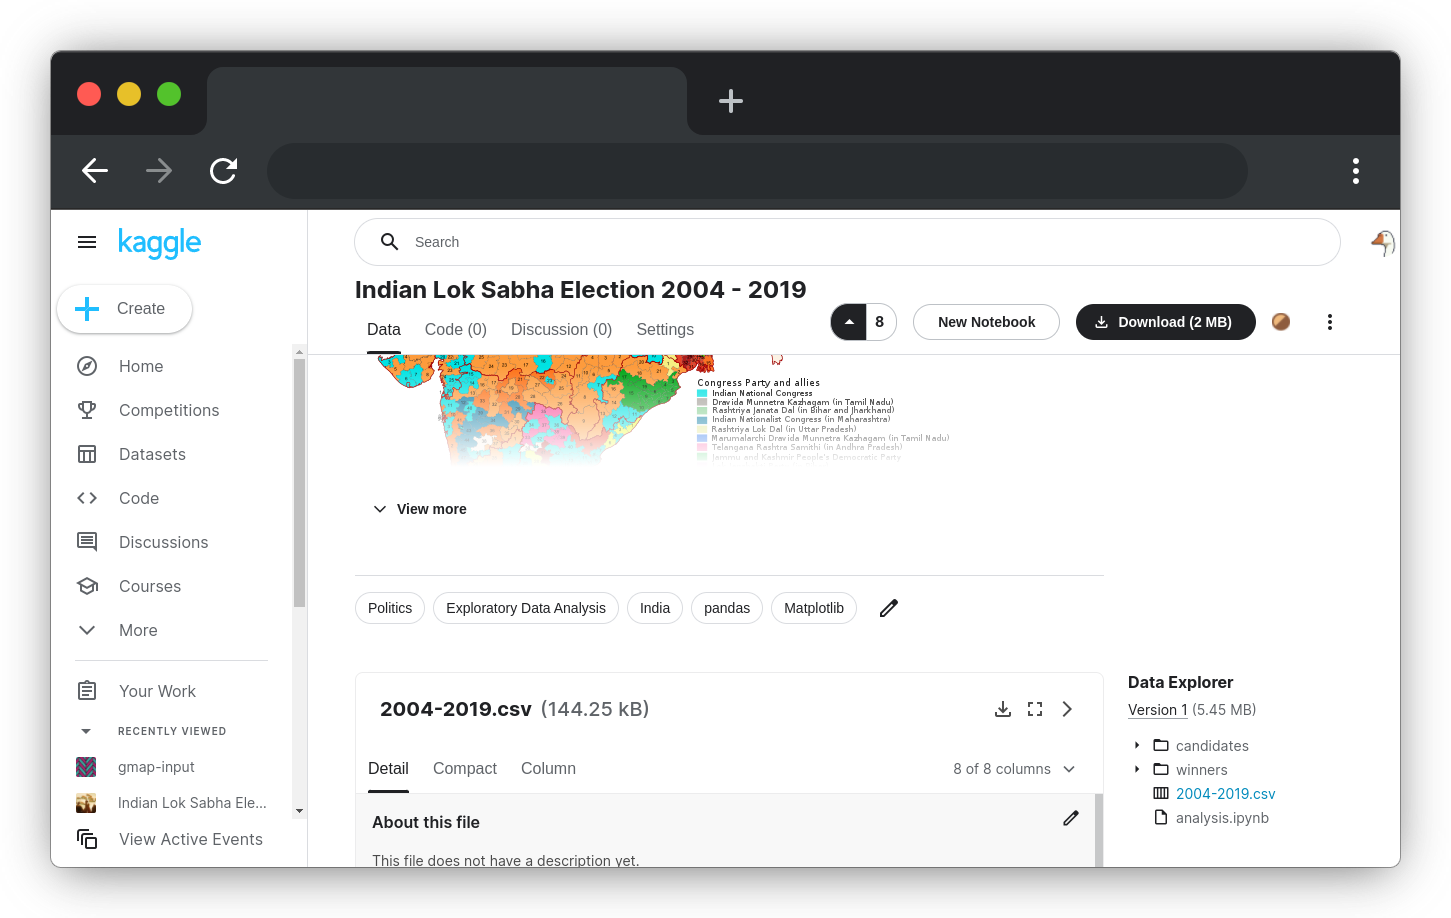 kaggle
Search
Create
Home
Competitions
Datasets
Code
Discussions
Courses
More
Your Work
RECENTLY VIEWED
gmap-input
Indian Lok Sabha Ele...
View Active Events
Indian Lok Sabha Election 2004 - 2019
Data Code (0) Discussion (0) Settings
8 New Notebook Download (2 MB)
Congress Party and allies
Indian National Congress
Dravida Munnetra Kazhagam (in Tamil Nadu)
Rashtriya Janata Dal (in Bihar and Jharkhand)
Indian Nationalist Congress (in Maharashtra)
Rashtriya Lok Dal (in Uttar Pradesh)
Marumalarchi Dravida Munnetra Kazhagam (in Tamil Nadu)
Telangana Rashtra Samithi (in Andhra Pradesh)
Jammu and Kashmir People's Democratic Party
View more
Politics Exploratory Data Analysis India pandas Matplotlib
2004-2019.csv (144.25 kB)
Detail Compact Column 8 of 8 columns
About this file
This file does not have a description yet.
Data Explorer
Version 1 (5.45 MB)
candidates
winners
2004-2019.csv
analysis.ipynb